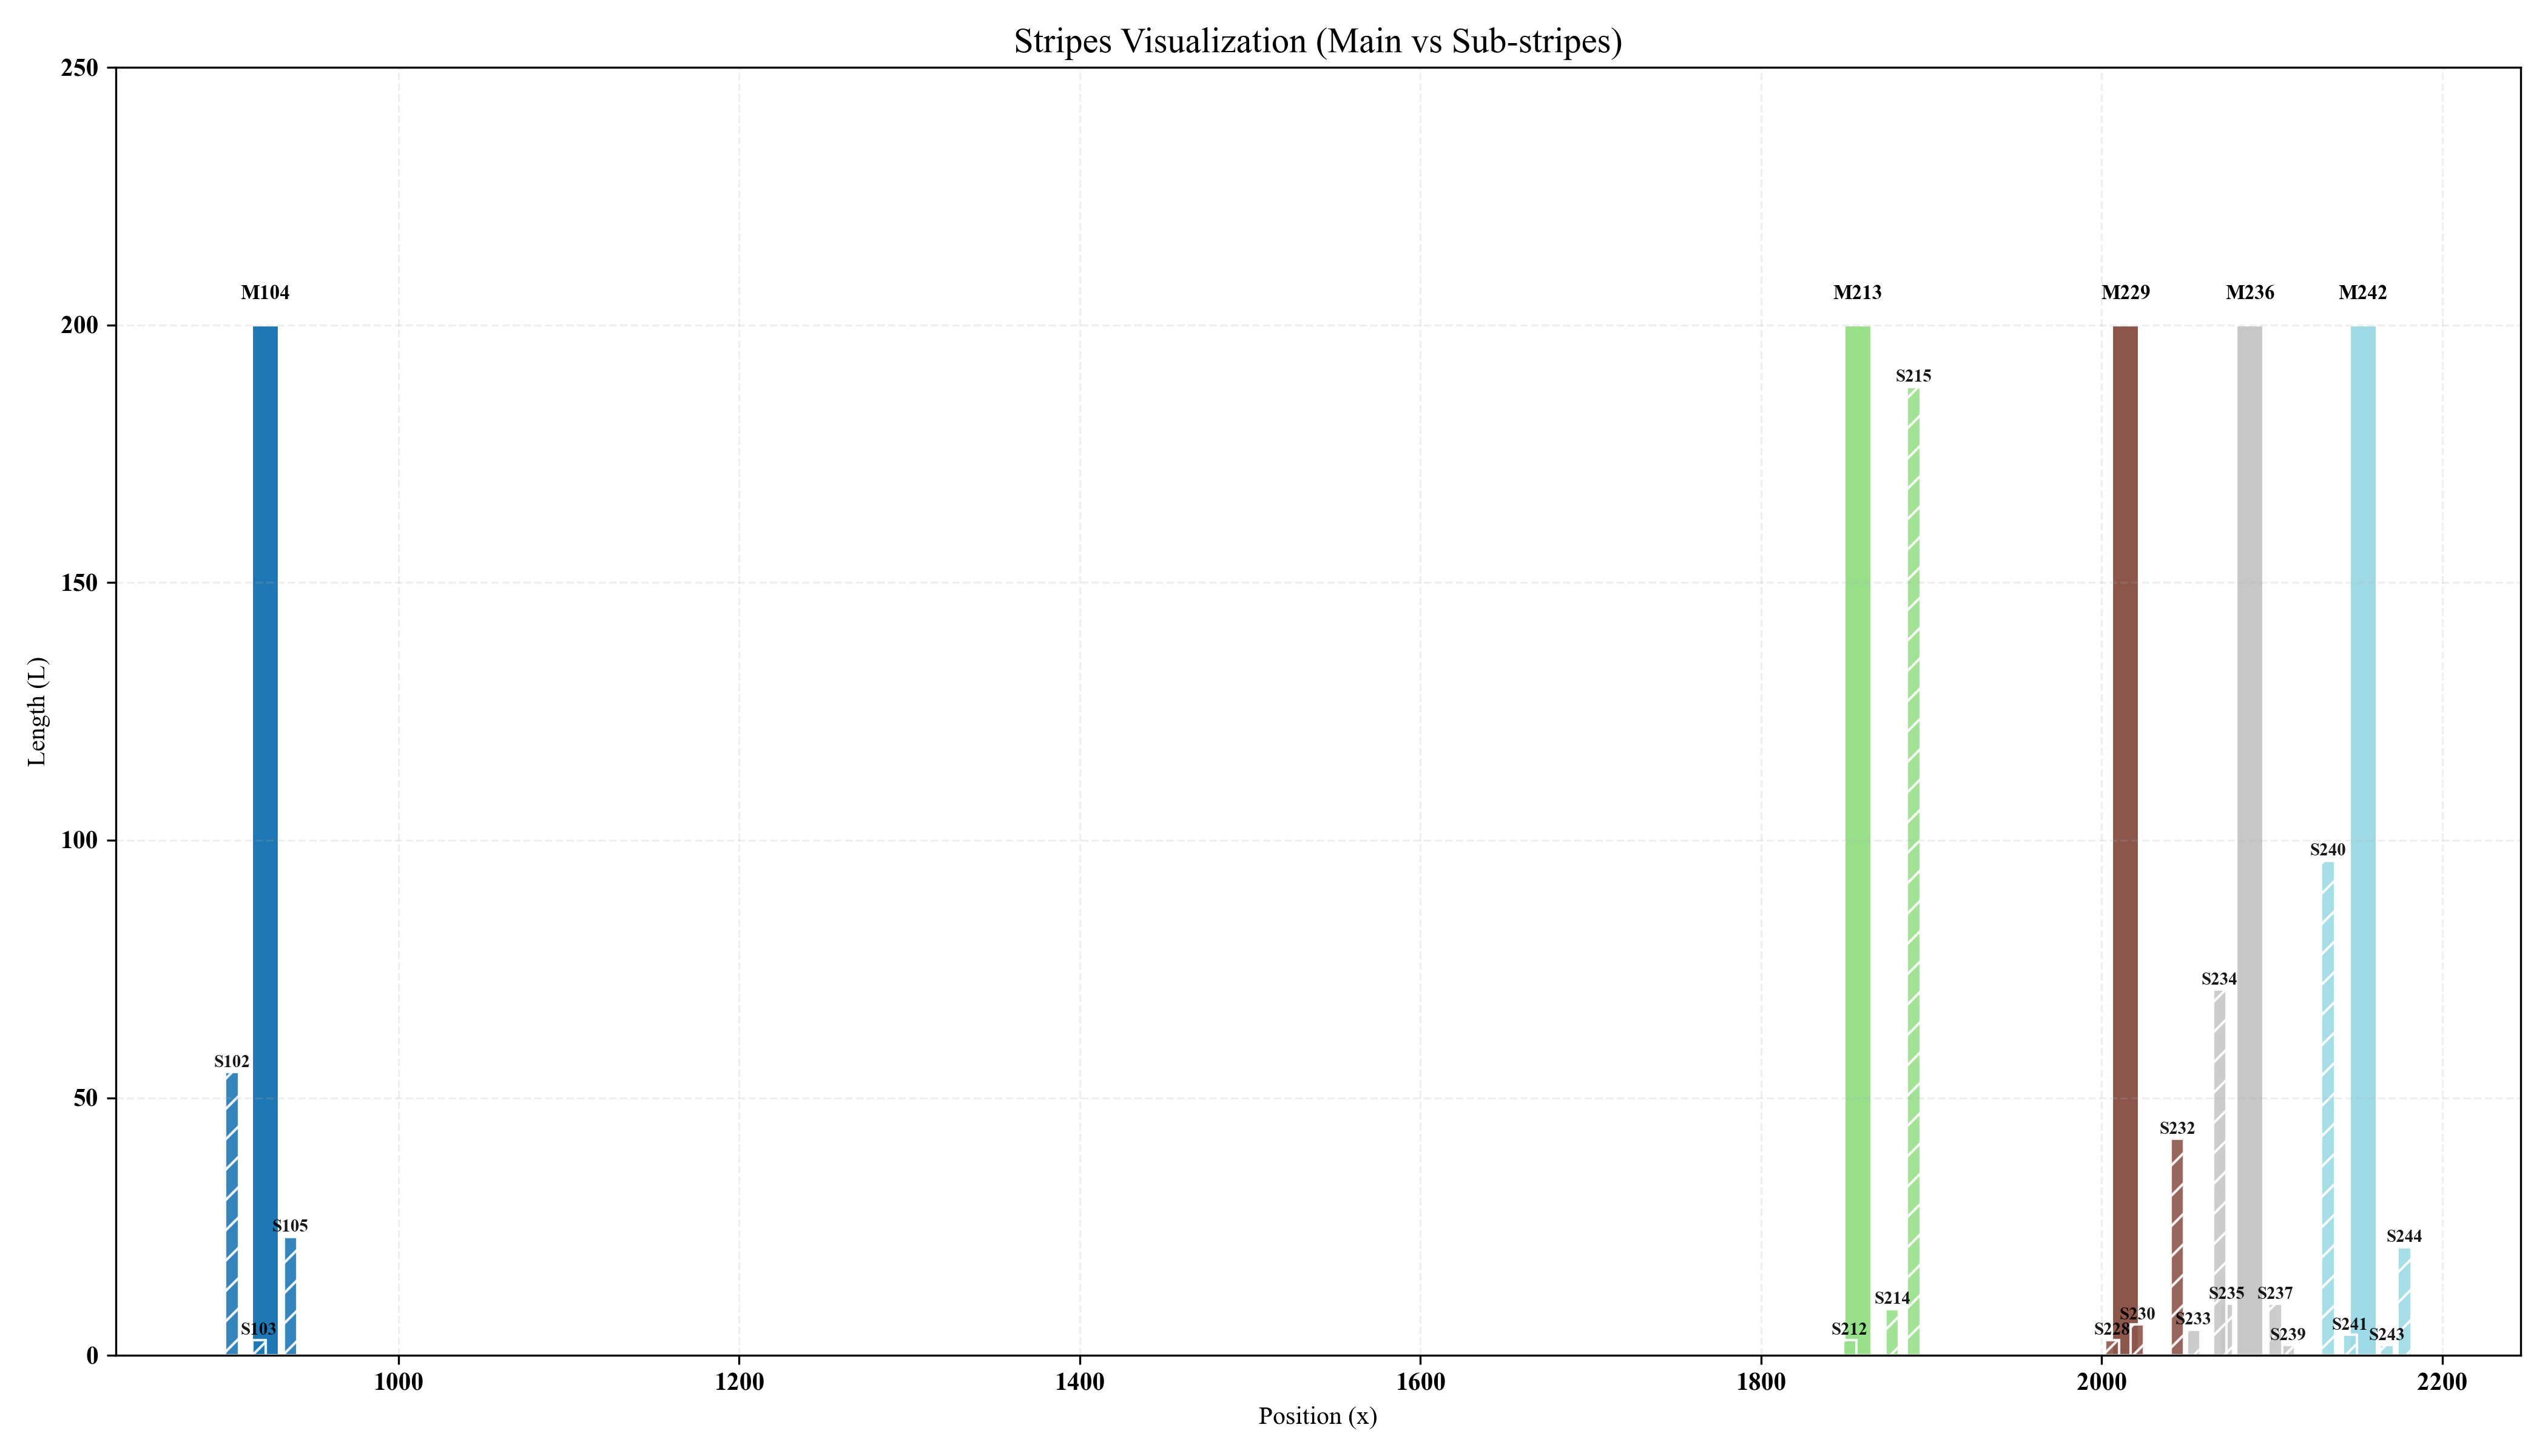 Stripes Visualization (Main vs Sub-stripes)
250
M104 M213 M229 M236 M242
200
S215
150
Length (L)
100
S240
S234
S102
50
S232
S105
S244
S235 S237
S214
S230
S233
S241
S103 S212 S228
S239 S243
0
1000 1200 1400 1600 1800 2000 2200
Position (x)